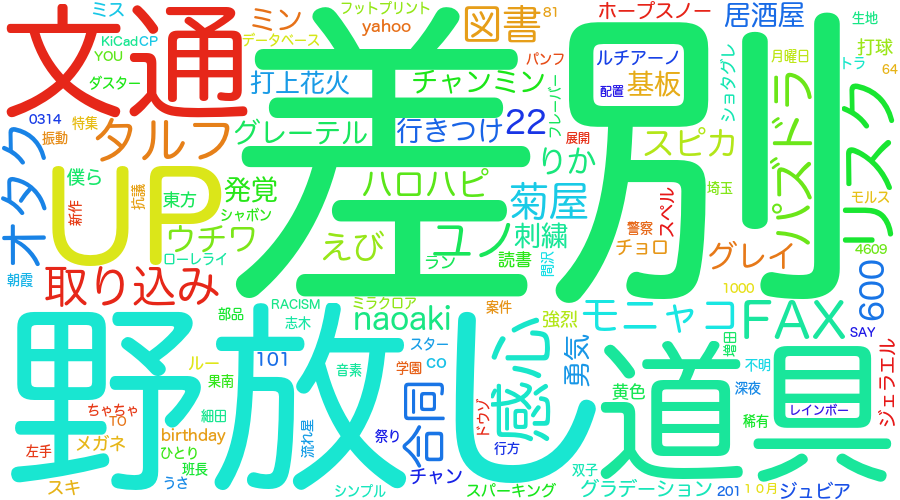 文通
差別
野放し
道具
UP
ミス
KiCadCP
YOU
ダスター
0314
振動
特集
タルフ
オタク
僕ら
新作
抗議
東方
朝霞
ローレライ
シャボン
ウチワ
発覚
取り込み
ミン
フットプリント
yahoo
データベース
打上花火
グレーテル
チャンミン
行きつけ
22
図書
81
パンフ
フレーバー
ハロハピ
えび
ユノ
ラン
読書
刺繍
菊屋
りか
展開
間沢
ホープスノー
ルチアーノ
配置
基板
居酒屋
ショタグレ
月曜日
トラ
生地
打球
64
パズドラ
リスク
モルス
4609
スピカ
埼玉
警察
スペル
チョロ
グレイ
1000
600
モニャコ
FAX
SAY
ジェラエル
増田
不明
深夜
稀有
レインボー
黄色
勇気
強烈
感心
案件
ミラクロア
naoaki
RACISM
志木
部品
101
ルー
果南
細田
流れ星
音素
スター
学園
co
合同
チャン
祭り
ドウゾ
行方
双子
スパーキング
グラデーション
201
１０月
ジュビア
シンプル
ちゃちゃ
TO
左手
メガネ
birthday
ひとり
班長
うさ
スキ